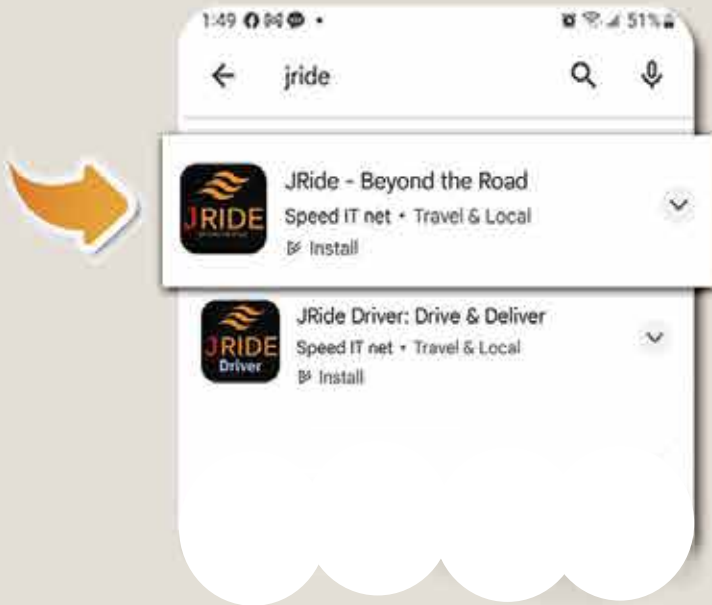 1:49 51%
jride
JRIDE
JRide - Beyond the Road
Speed IT net • Travel & Local
Install
JRIDE
Driver
JRide Driver: Drive & Deliver
Speed IT net • Travel & Local
Install